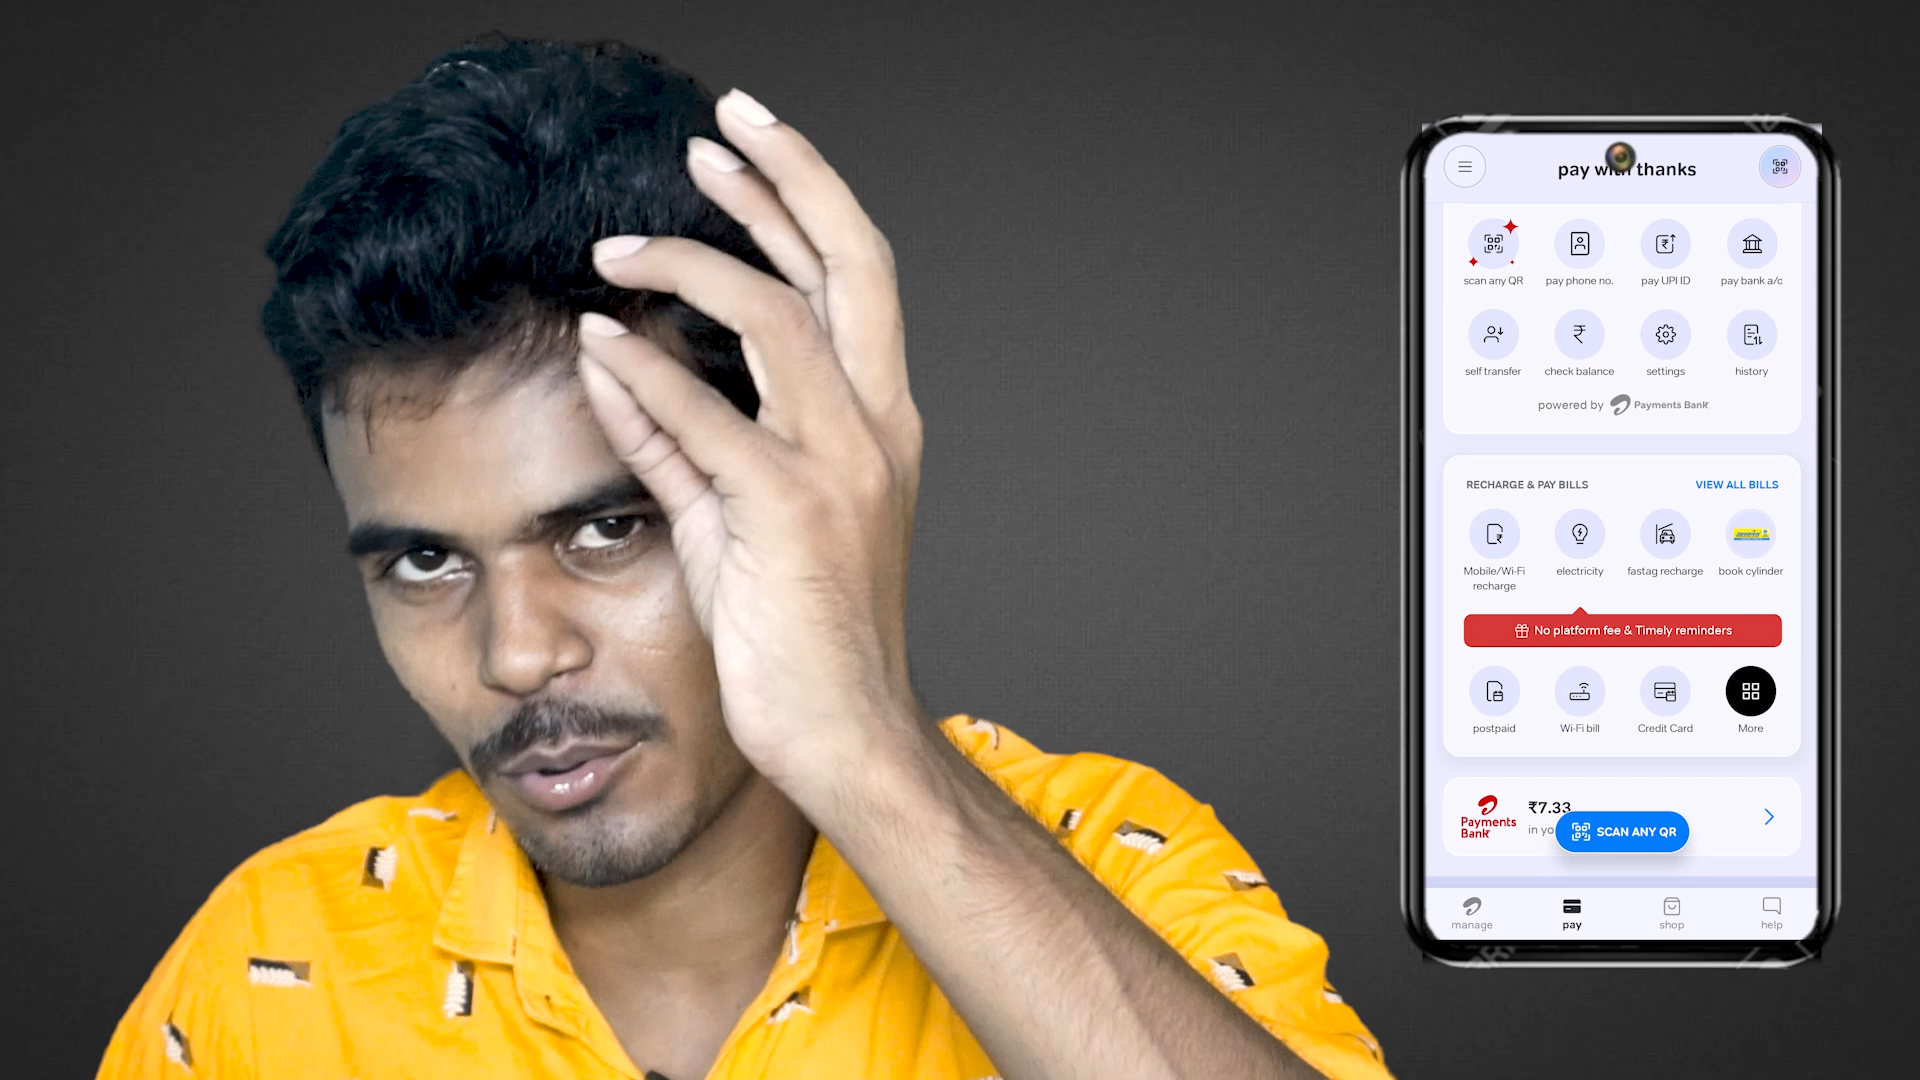 pay with thanks
scan any QR
pay phone no.
pay UPI ID
pay bank a/c
self transfer
check balance
settings
history
powered by Payments Bank
RECHARGE & PAY BILLS
VIEW ALL BILLS
Mobile/Wi-Fi recharge
electricity
fastag recharge
book cylinder
No platform fee & Timely reminders
postpaid
Wi-Fi bill
Credit Card
More
Payments Bank
₹7.33
in yo
SCAN ANY QR
manage
pay
shop
help